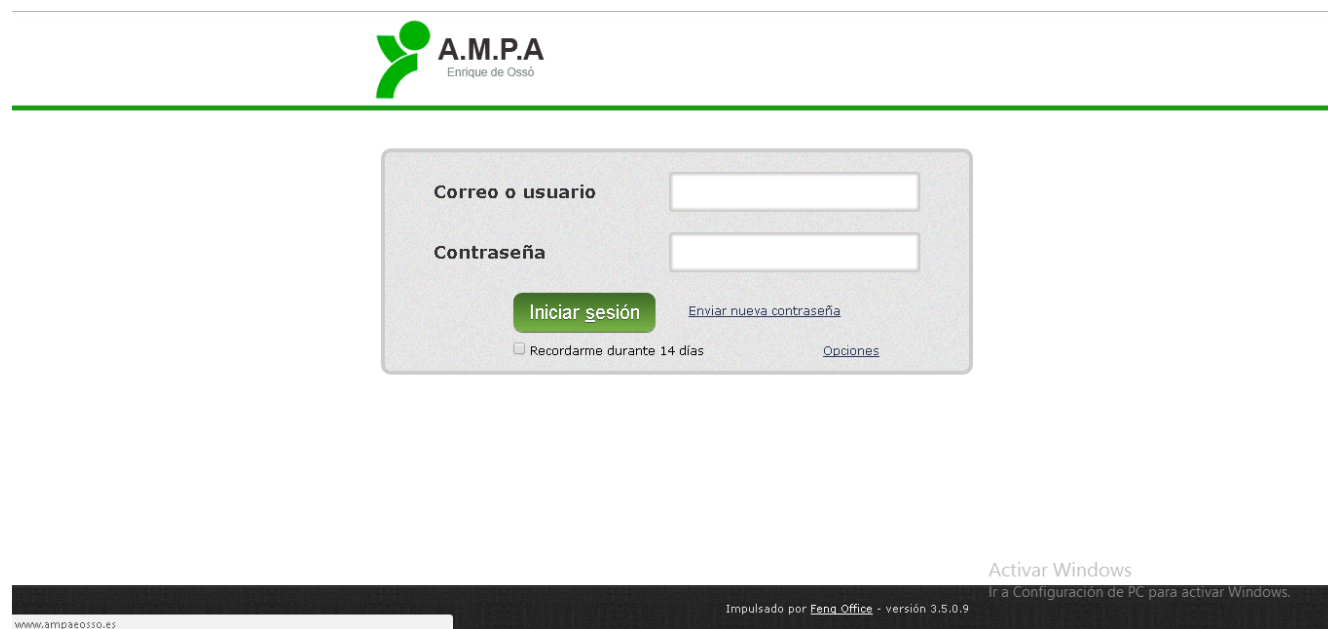 A.M.P.A
Enrique de Ossó
Correo o usuario
Contraseña
Iniciar sesión
Enviar nueva contraseña
Recordarme durante 14 días
Opciones
Activar Windows
Ir a Configuración de PC para activar Windows.
Impulsado por Feng Office - versión 3.5.0.9
www.ampaeosso.es